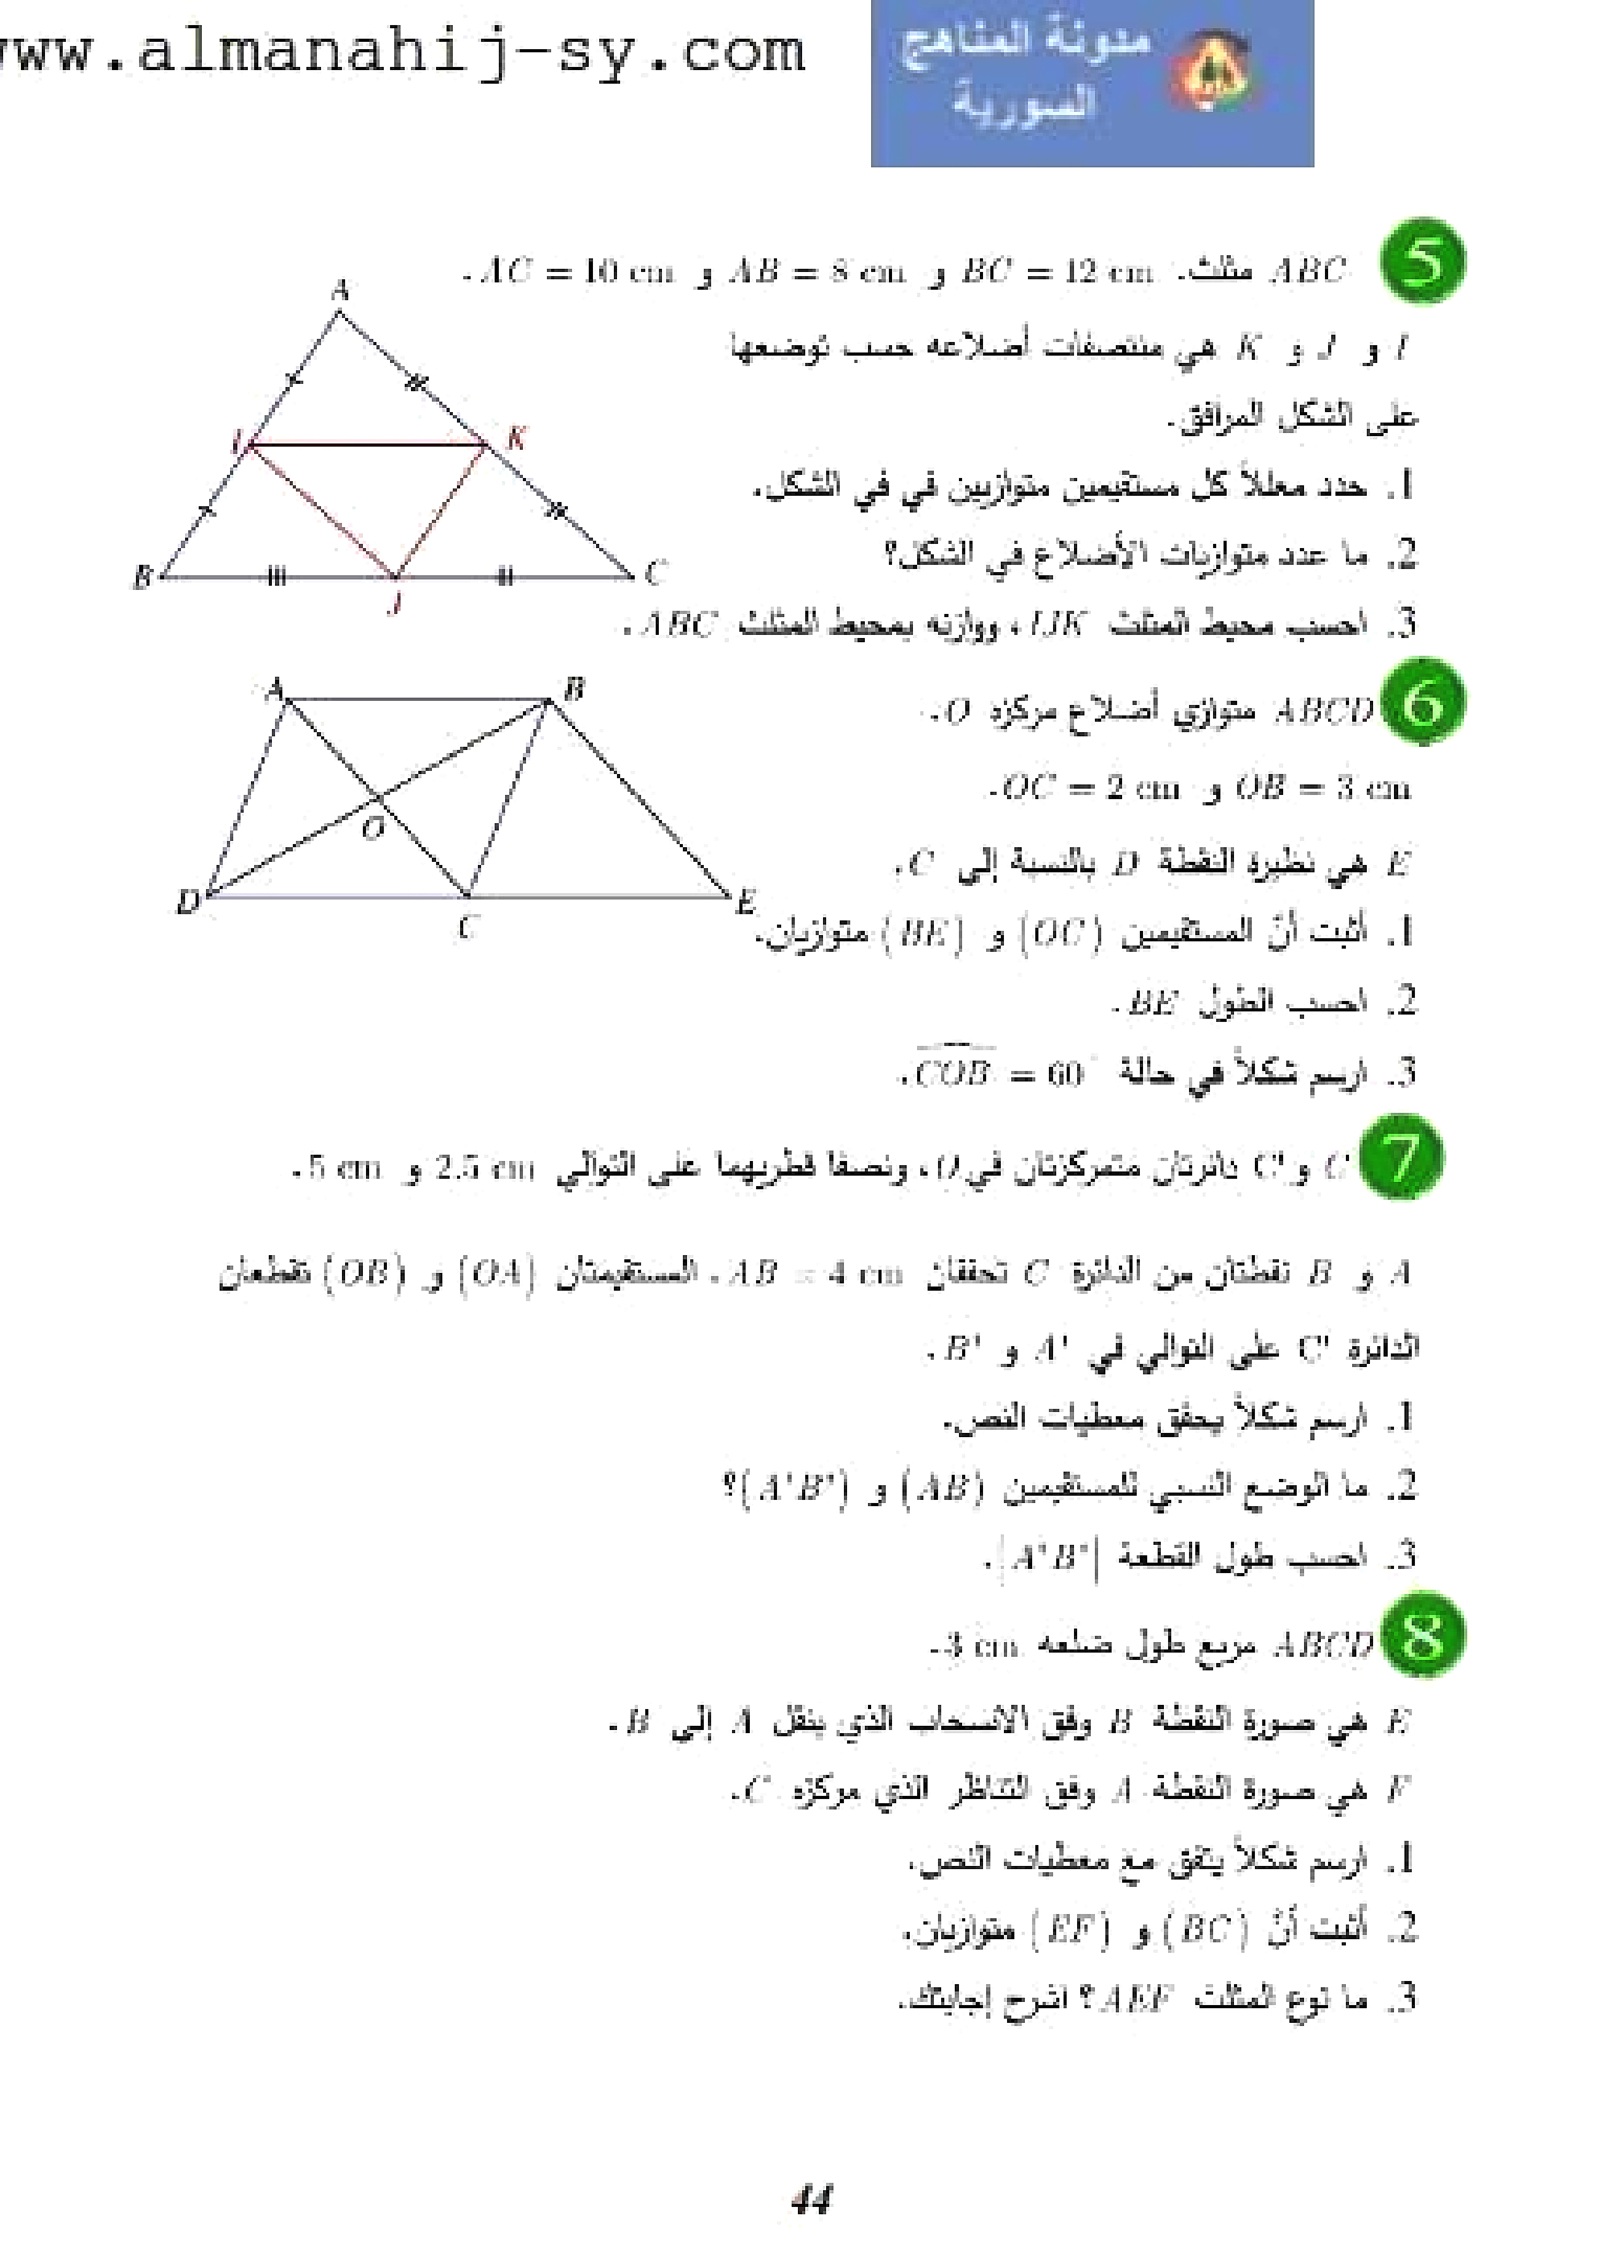 www.almanahij-sy.com
مدونة المناهج
السورية
5
ABC مثلث. BC = 12 cm و AB = 8 cm و AC = 10 cm.
I و J و K هي منتصفات أضلاعه حسب توضعها
على الشكل المرافق.
1. حدد معللاً كل مستقيمين متوازيين في في الشكل.
2. ما عدد متوازيات الأضلاع في الشكل؟
3. احسب محيط المثلث IJK، ووازنه بمحيط المثلث ABC.
A
I
K
B
J
C
6
ABCD متوازي أضلاع مركزه O.
OB = 3 cm و OC = 2 cm.
E هي نظيرة النقطة D بالنسبة إلى C.
1. أثبت أنّ المستقيمين (OC) و (BE) متوازيان.
2. احسب الطول BE.
3. ارسم شكلاً في حالة COB = 60°.
A
B
O
D
C
E
7
C و C' دائرتان متمركزتان في O، ونصفا قطريهما على التوالي 2.5 cm و 5 cm.
A و B نقطتان من الدائرة C تحققان AB = 4 cm. المستقيمتان (OA) و (OB) تقطعان
الدائرة C' على التوالي في A' و B'.
1. ارسم شكلاً يحقق معطيات النص.
2. ما الوضع النسبي للمستقيمين (AB) و (A'B')؟
3. احسب طول القطعة [A'B'].
8
ABCD مربع طول ضلعه 3 cm.
E هي صورة النقطة B وفق الانسحاب الذي ينقل A إلى B.
F هي صورة النقطة A وفق التناظر الذي مركزه C.
1. ارسم شكلاً يتفق مع معطيات النص.
2. أثبت أنّ (BC) و (EF) متوازيان.
3. ما نوع المثلث AEF؟ اشرح إجابتك.
44